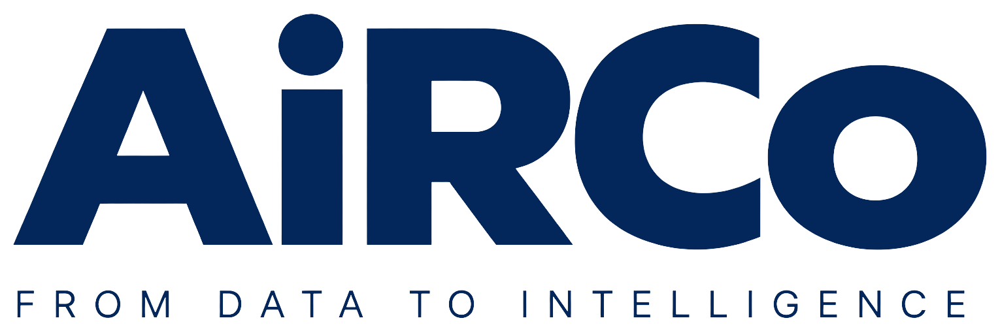 AiRCo
FROM DATA TO INTELLIGENCE